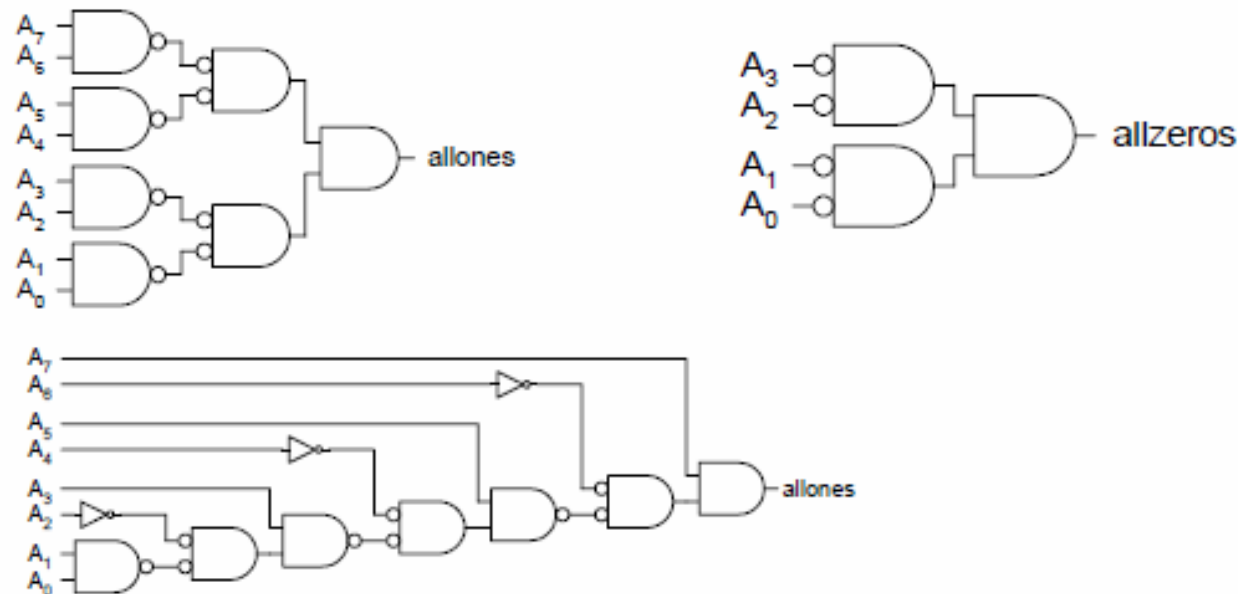 A₇
A₆
A₅
A₄
A₃
A₂
A₁
A₀
allones
A₃
A₂
A₁
A₀
allzeros
A₇
A₆
A₅
A₄
A₃
A₂
A₁
A₀
allones